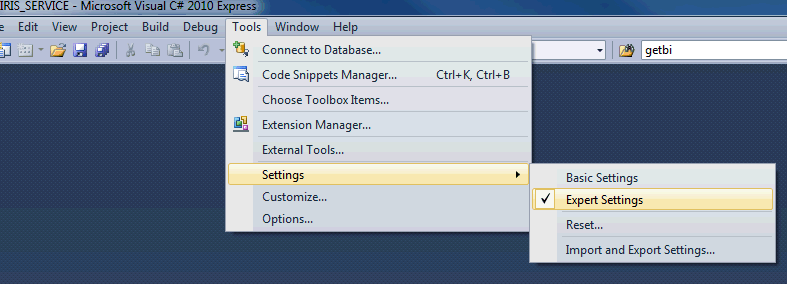 IRIS_SERVICE - Microsoft Visual C# 2010 Express
Edit View Project Debug Tools Window Help
getbi
Connect to Database...
Code Snippets Manager... Ctrl+K, Ctrl+B
Choose Toolbox Items...
Extension Manager...
External Tools...
Settings
Customize...
Options...
Basic Settings
Expert Settings
Reset...
Import and Export Settings...